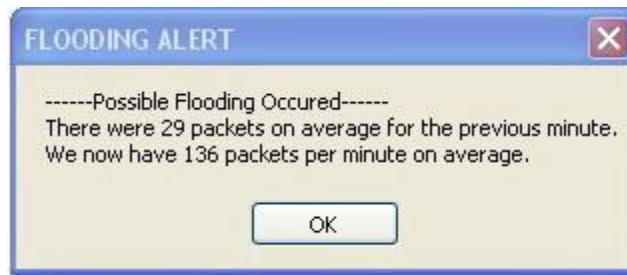 FLOODING ALERT
------Possible Flooding Occured------
There were 29 packets on average for the previous minute.
We now have 136 packets per minute on average.
OK